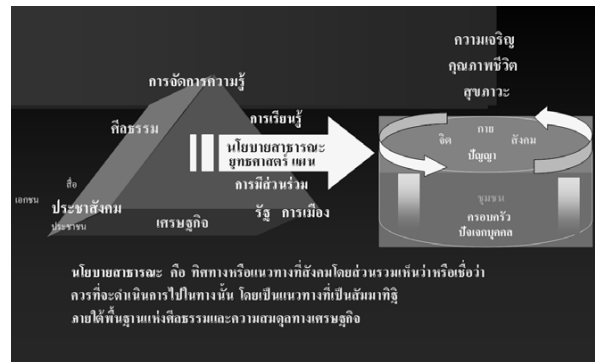 ความเจริญ
คุณภาพชีวิต
สุขภาวะ
การจัดการความรู้
ศีลธรรม
การเรียนรู้
นโยบายสาธารณะ
ยุทธศาสตร์ แผน
การมีส่วนร่วม
กาย
จิต
สังคม
ปัญญา
สื่อ
เอกชน
ประชาสังคม
ประชาชน
เศรษฐกิจ
รัฐ การเมือง
ชุมชน
ครอบครัว
ปัจเจกบุคคล
นโยบายสาธารณะ คือ ทิศทางหรือแนวทางที่สังคมโดยส่วนรวมเห็นว่าหรือเชื่อว่า
ควรที่จะดำเนินการไปในทางนั้น โดยเป็นแนวทางที่เป็นสัมมาทิฐิ
ภายใต้พื้นฐานแห่งศีลธรรมและความสมดุลทางเศรษฐกิจ